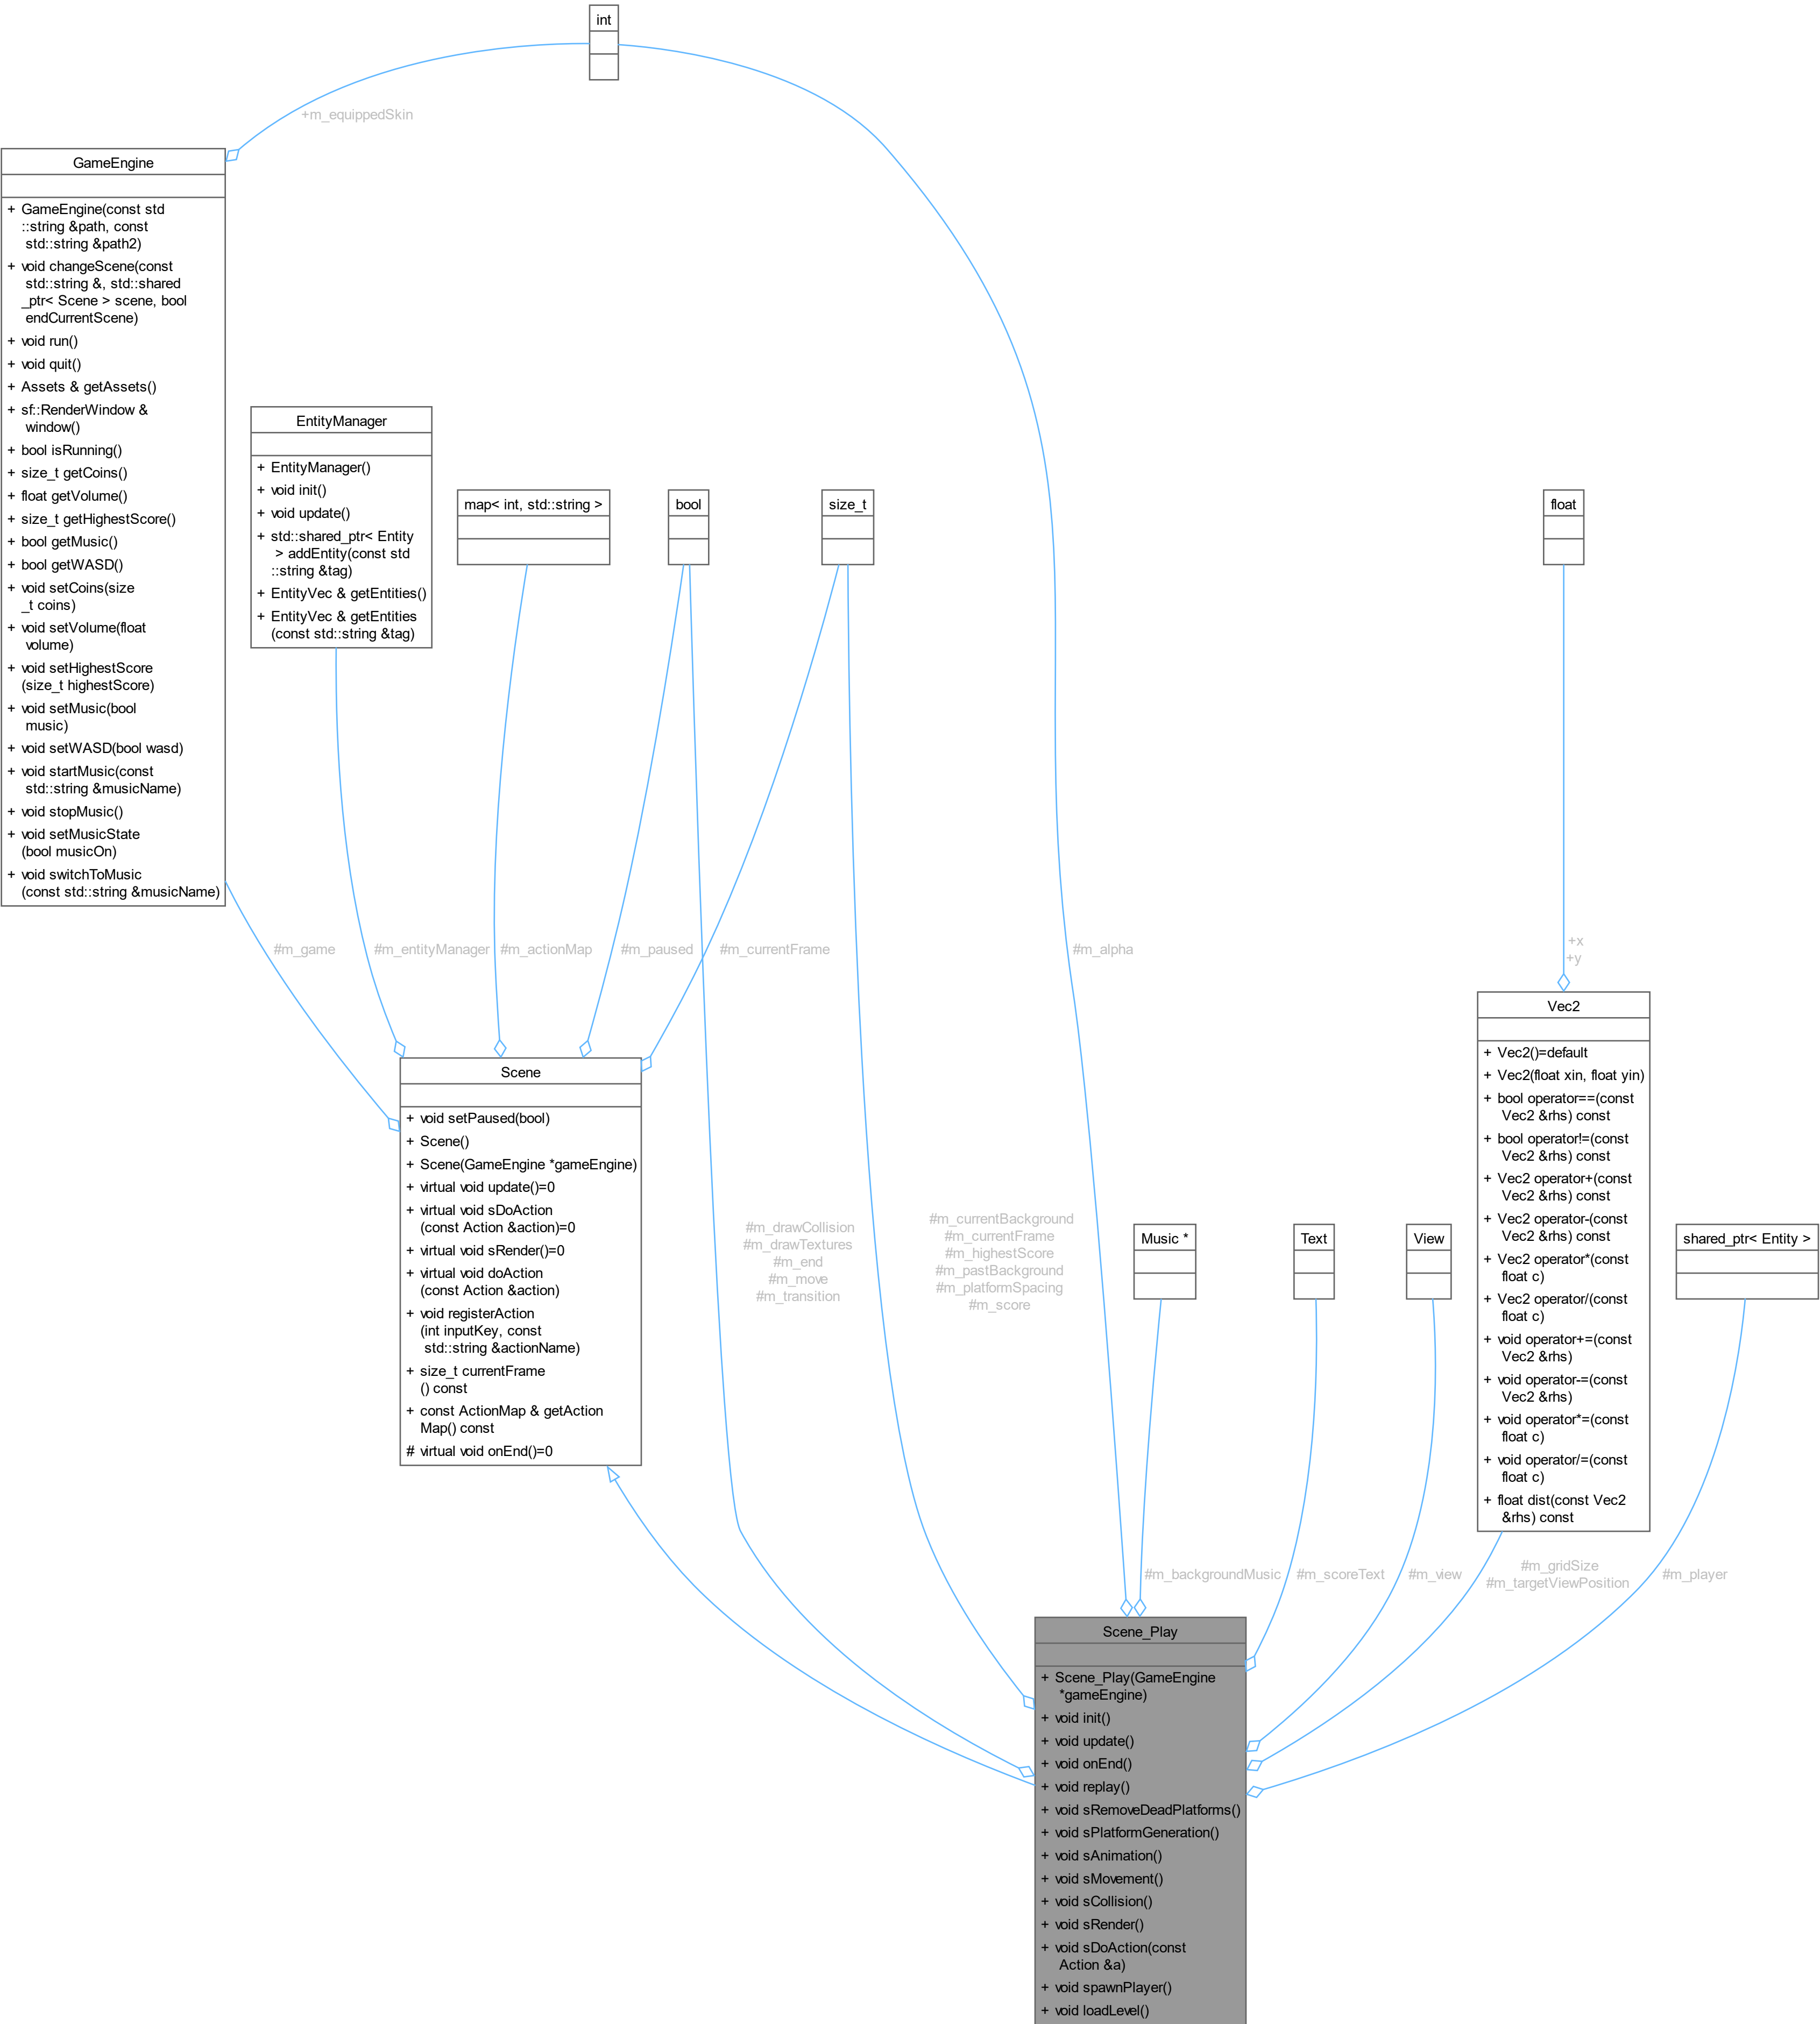 int
+m_equippedSkin
GameEngine
+ GameEngine(const std
::string &path, const
std::string &path2)
+ void changeScene(const
std::string &, std::shared
_ptr< Scene > scene, bool
endCurrentScene)
+ void run()
+ void quit()
+ Assets & getAssets()
+ sf::RenderWindow &
window()
+ bool isRunning()
+ size_t getCoins()
+ float getVolume()
+ size_t getHighestScore()
+ bool getMusic()
+ bool getWASD()
+ void setCoins(size
_t coins)
+ void setVolume(float
volume)
+ void setHighestScore
(size_t highestScore)
+ void setMusic(bool
music)
+ void setWASD(bool wasd)
+ void startMusic(const
std::string &musicName)
+ void stopMusic()
+ void setMusicState
(bool musicOn)
+ void switchToMusic
(const std::string &musicName)
EntityManager
+ EntityManager()
+ void init()
+ void update()
+ std::shared_ptr< Entity
> addEntity(const std
::string &tag)
+ EntityVec & getEntities()
+ EntityVec & getEntities
(const std::string &tag)
map< int, std::string >
bool
size_t
float
#m_game
#m_entityManager
#m_actionMap
#m_paused
#m_currentFrame
#m_alpha
+x
+y
Scene
+ void setPaused(bool)
+ Scene()
+ Scene(GameEngine *gameEngine)
+ virtual void update()=0
+ virtual void sDoAction
(const Action &action)=0
+ virtual void sRender()=0
+ virtual void doAction
(const Action &action)
+ void registerAction
(int inputKey, const
std::string &actionName)
+ size_t currentFrame
() const
+ const ActionMap & getAction
Map() const
# virtual void onEnd()=0
#m_drawCollision
#m_drawTextures
#m_end
#m_move
#m_transition
#m_currentBackground
#m_currentFrame
#m_highestScore
#m_pastBackground
#m_platformSpacing
#m_score
Music *
Text
View
Vec2
+ Vec2()=default
+ Vec2(float xin, float yin)
+ bool operator==(const
Vec2 &rhs) const
+ bool operator!=(const
Vec2 &rhs) const
+ Vec2 operator+(const
Vec2 &rhs) const
+ Vec2 operator-(const
Vec2 &rhs) const
+ Vec2 operator*(const
float c)
+ Vec2 operator/(const
float c)
+ void operator+=(const
Vec2 &rhs)
+ void operator-=(const
Vec2 &rhs)
+ void operator*=(const
float c)
+ void operator/=(const
float c)
+ float dist(const Vec2
&rhs) const
shared_ptr< Entity >
#m_backgroundMusic
#m_scoreText
#m_view
#m_gridSize
#m_targetViewPosition
#m_player
Scene_Play
+ Scene_Play(GameEngine
*gameEngine)
+ void init()
+ void update()
+ void onEnd()
+ void replay()
+ void sRemoveDeadPlatforms()
+ void sPlatformGeneration()
+ void sAnimation()
+ void sMovement()
+ void sCollision()
+ void sRender()
+ void sDoAction(const
Action &a)
+ void spawnPlayer()
+ void loadLevel()